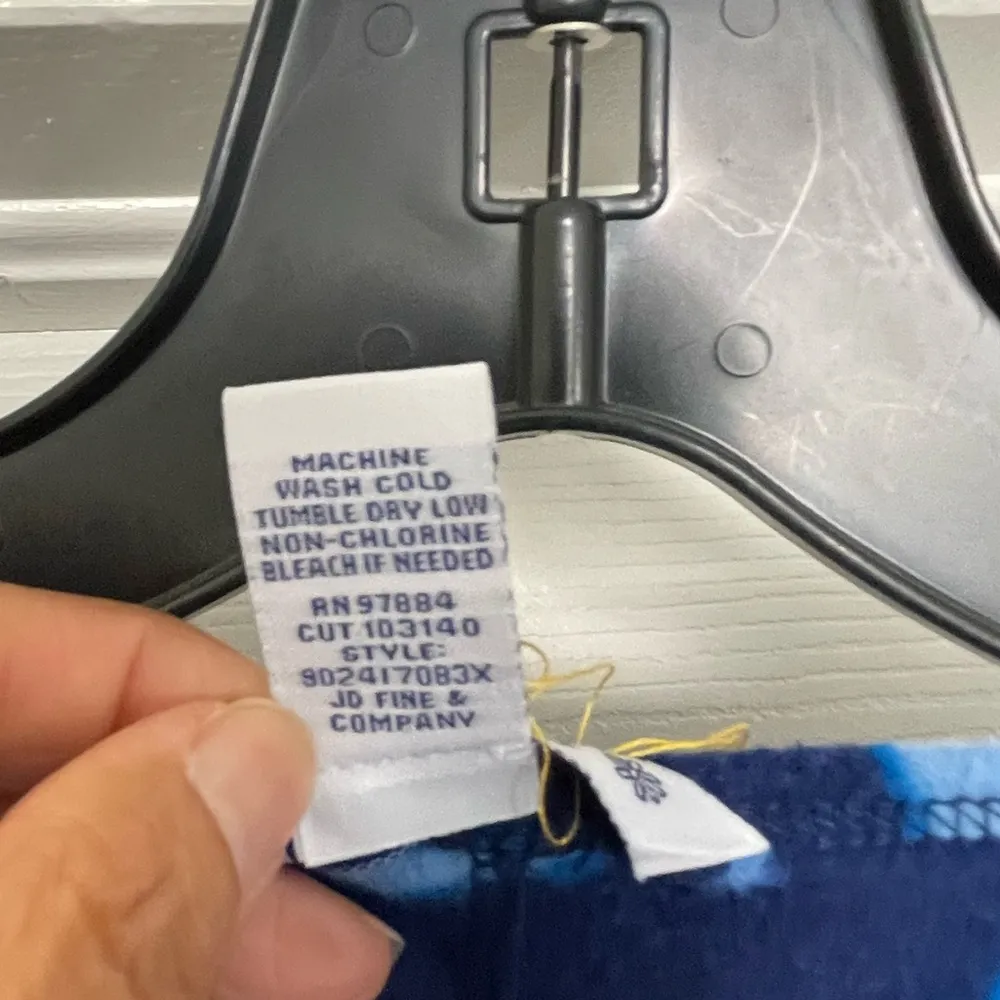 MACHINE
WASH COLD
TUMBLE DRY LOW
NON-CHLORINE
BLEACH IF NEEDED
RN 97884
CUT 103140
STYLE:
9D2417083X
JD FINE &
COMPANY